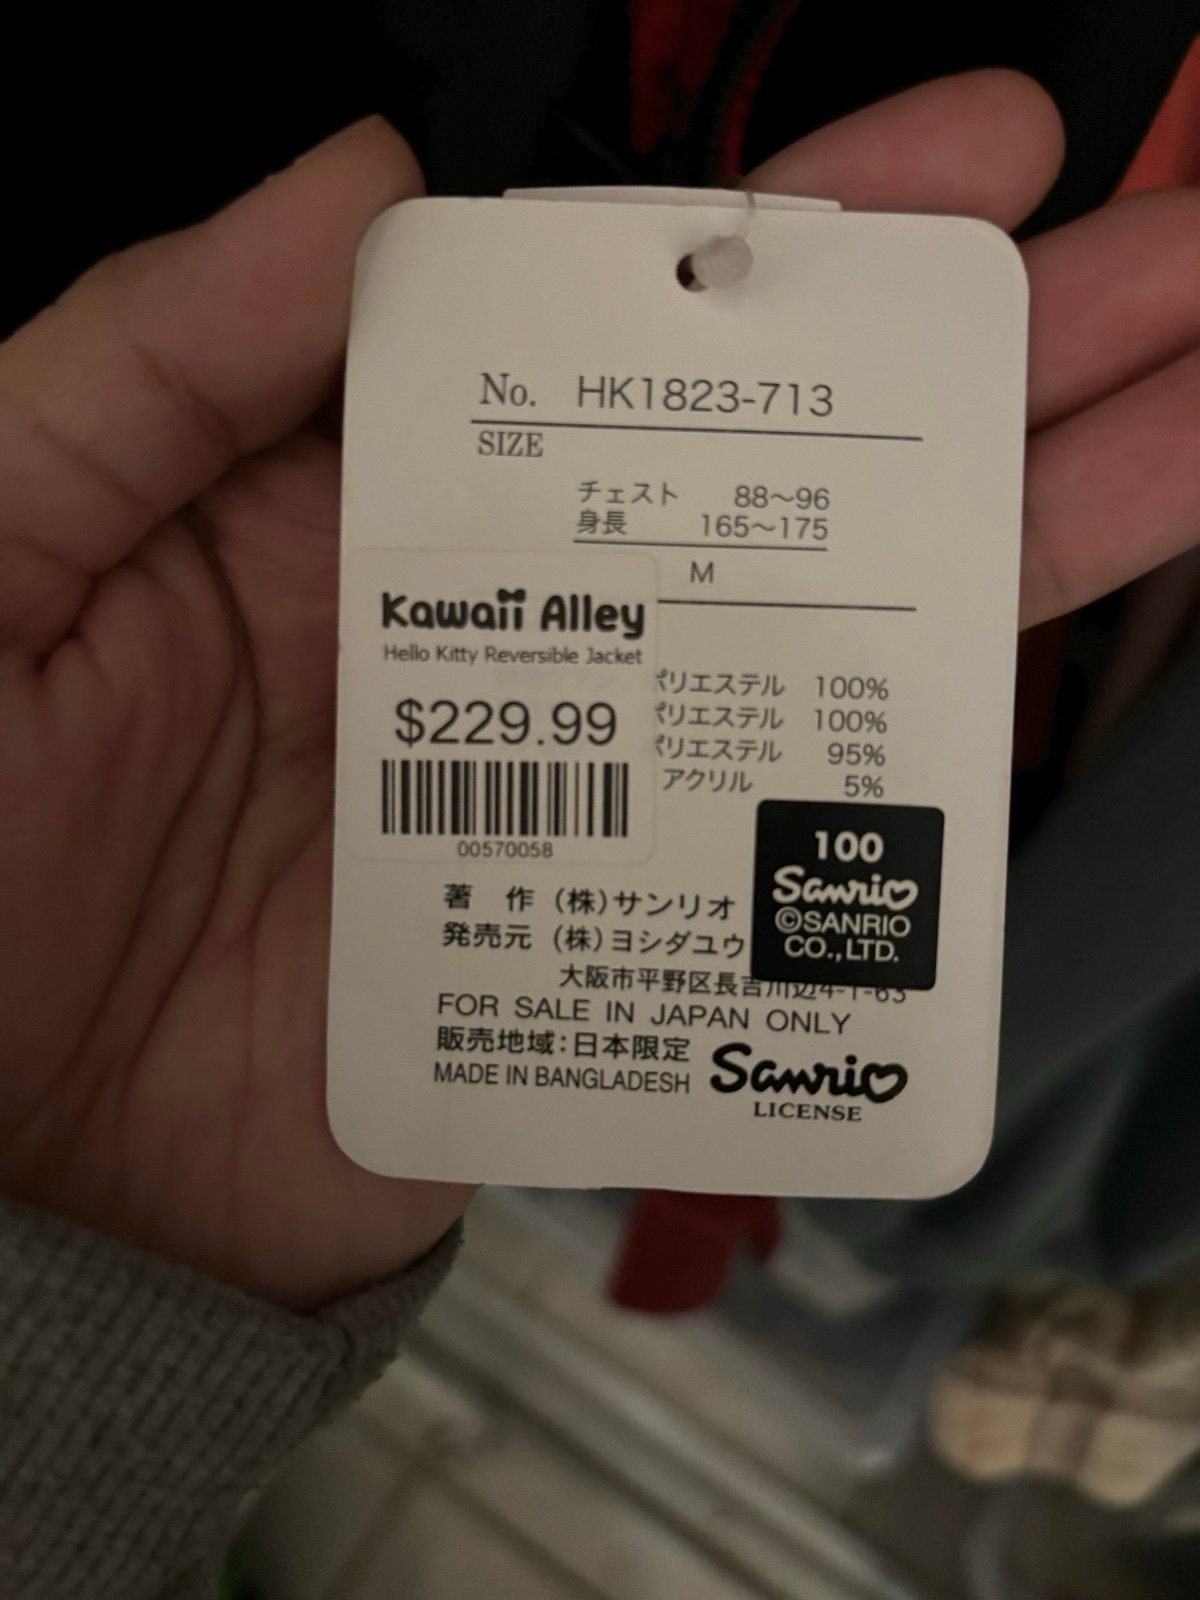 No. HK1823-713
SIZE
チェスト 88〜96
身長 165〜175
M
Kawaii Alley
Hello Kitty Reversible Jacket
$229.99
00570058
ポリエステル 100%
ポリエステル 100%
ポリエステル 95%
アクリル 5%
100
Sanrio
©SANRIO
CO., LTD.
著 作 (株)サンリオ
発売元 (株)ヨシダユウ
大阪市平野区長吉川辺4-1-63
FOR SALE IN JAPAN ONLY
販売地域:日本限定
MADE IN BANGLADESH
Sanrio
LICENSE